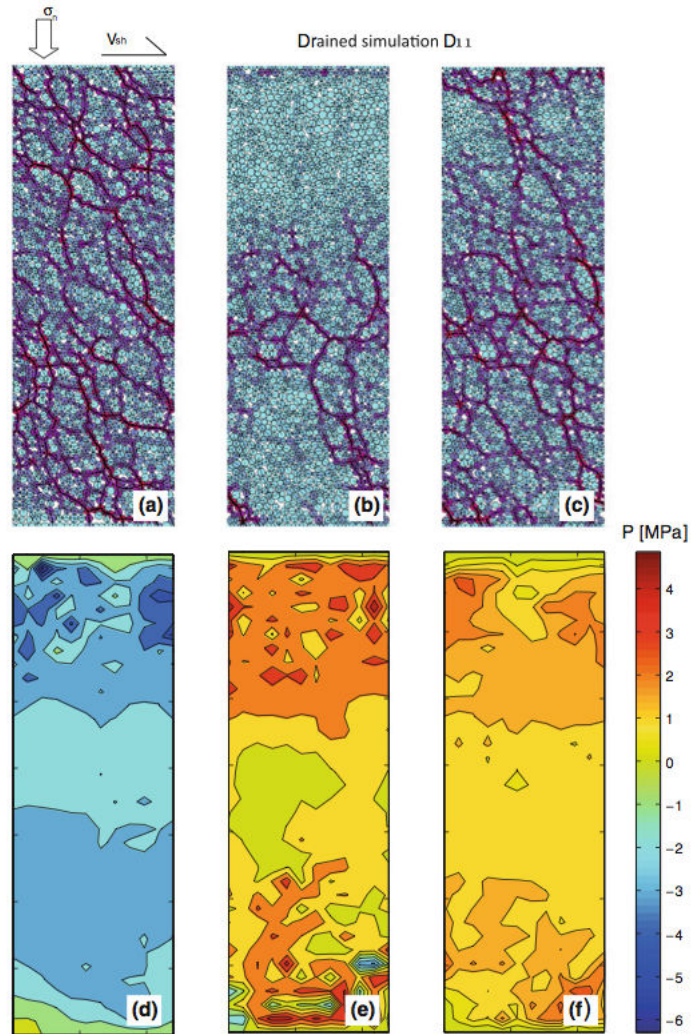 σn
Vsh
Drained simulation D11
(a)
(b)
(c)
P [MPa]
4
3
2
1
0
−1
−2
−3
−4
−5
−6
(d)
(e)
(f)